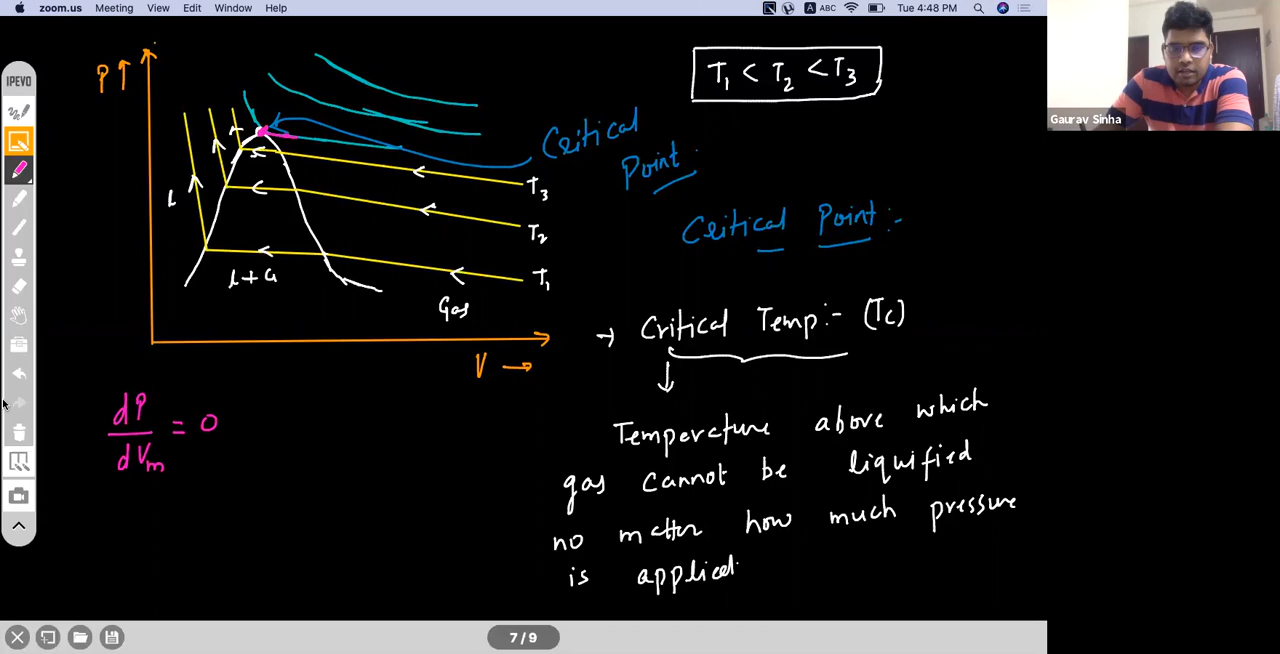 zoom.us Meeting View Edit Window Help
A ABC Tue 4:48 PM
IPEVO
P ↑
T1 < T2 < T3
Gaurav Sinha
Critical
Point
L
T3
Critical Point :-
T2
L + G
T1
Gas
→ Critical Temp :- (Tc)
V →
dP/dVm = 0
Temperature above which
gas cannot be liquified
no matter how much pressure
is applied
7 / 9